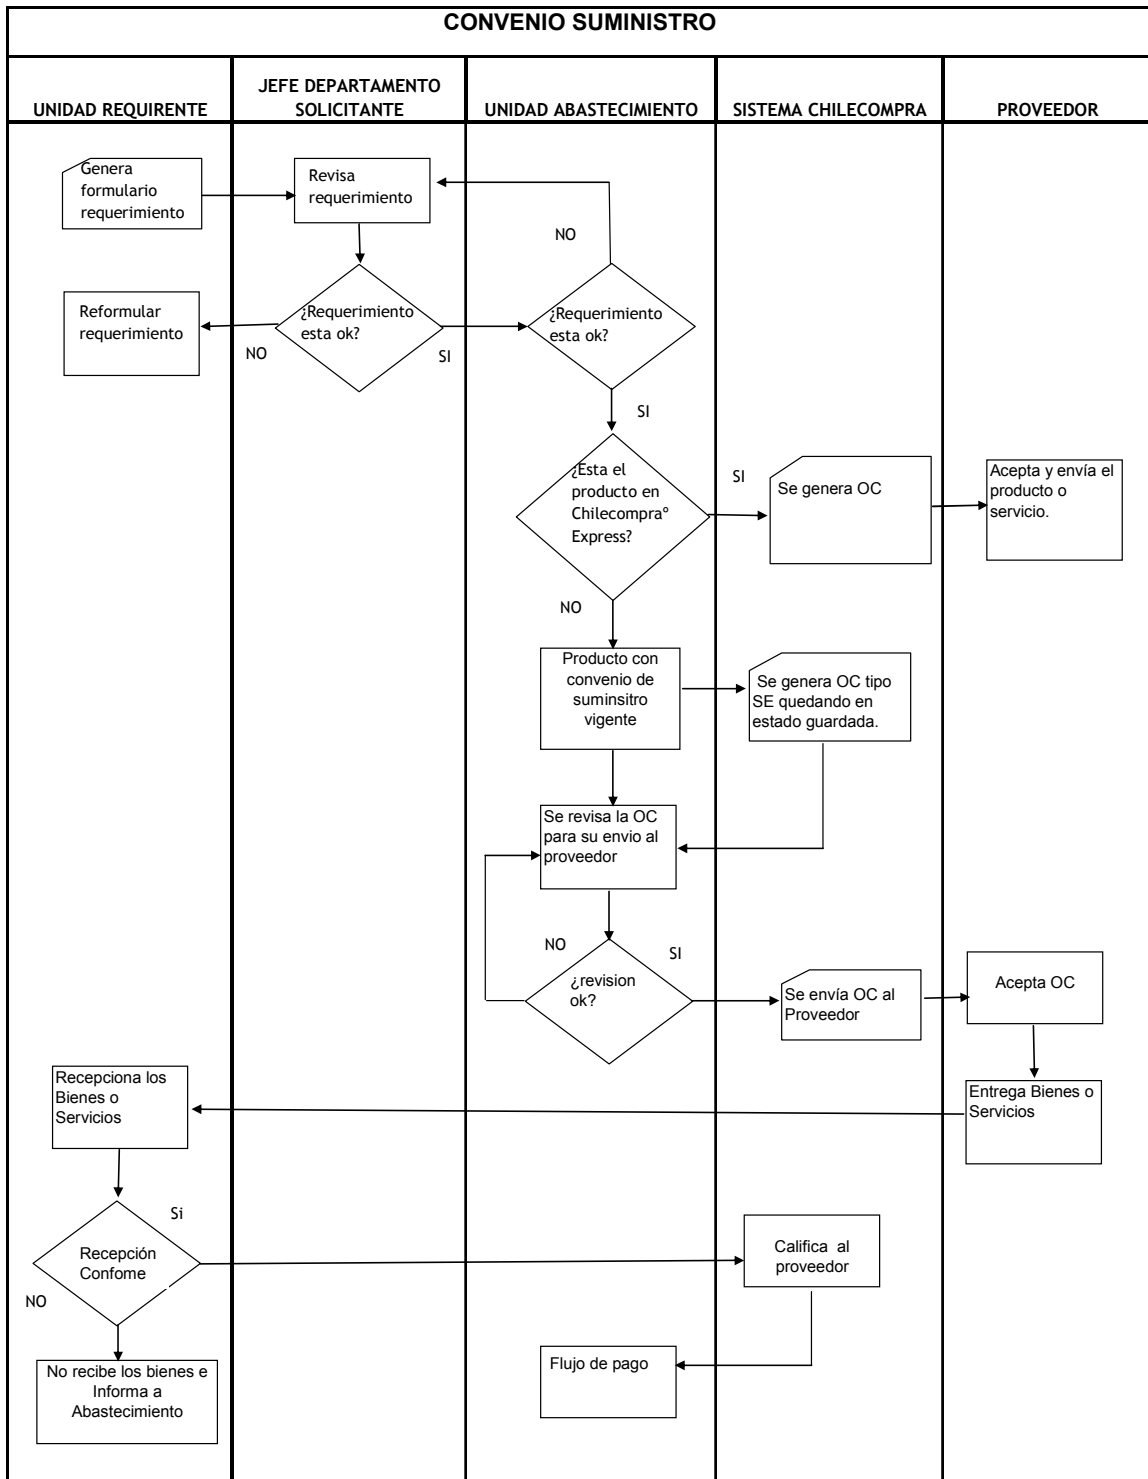 CONVENIO SUMINISTRO
UNIDAD REQUIRENTE
JEFE DEPARTAMENTO
SOLICITANTE
UNIDAD ABASTECIMIENTO
SISTEMA CHILECOMPRA
PROVEEDOR
Genera
formulario
requerimiento
Revisa
requerimiento
NO
Reformular
requerimiento
NO
¿Requerimiento
esta ok?
SI
¿Requerimiento
esta ok?
SI
¿Esta el
producto en
Chilecompraº
Express?
SI
Se genera OC
Acepta y envía el
producto o
servicio.
NO
Producto con
convenio de
suminsitro
vigente
Se genera OC tipo
SE quedando en
estado guardada.
Se revisa la OC
para su envio al
proveedor
NO
SI
¿revision
ok?
Se envía OC al
Proveedor
Acepta OC
Entrega Bienes o
Servicios
Recepciona los
Bienes o
Servicios
Si
Recepción
Confome
NO
Califica al
proveedor
No recibe los bienes e
Informa a
Abastecimiento
Flujo de pago